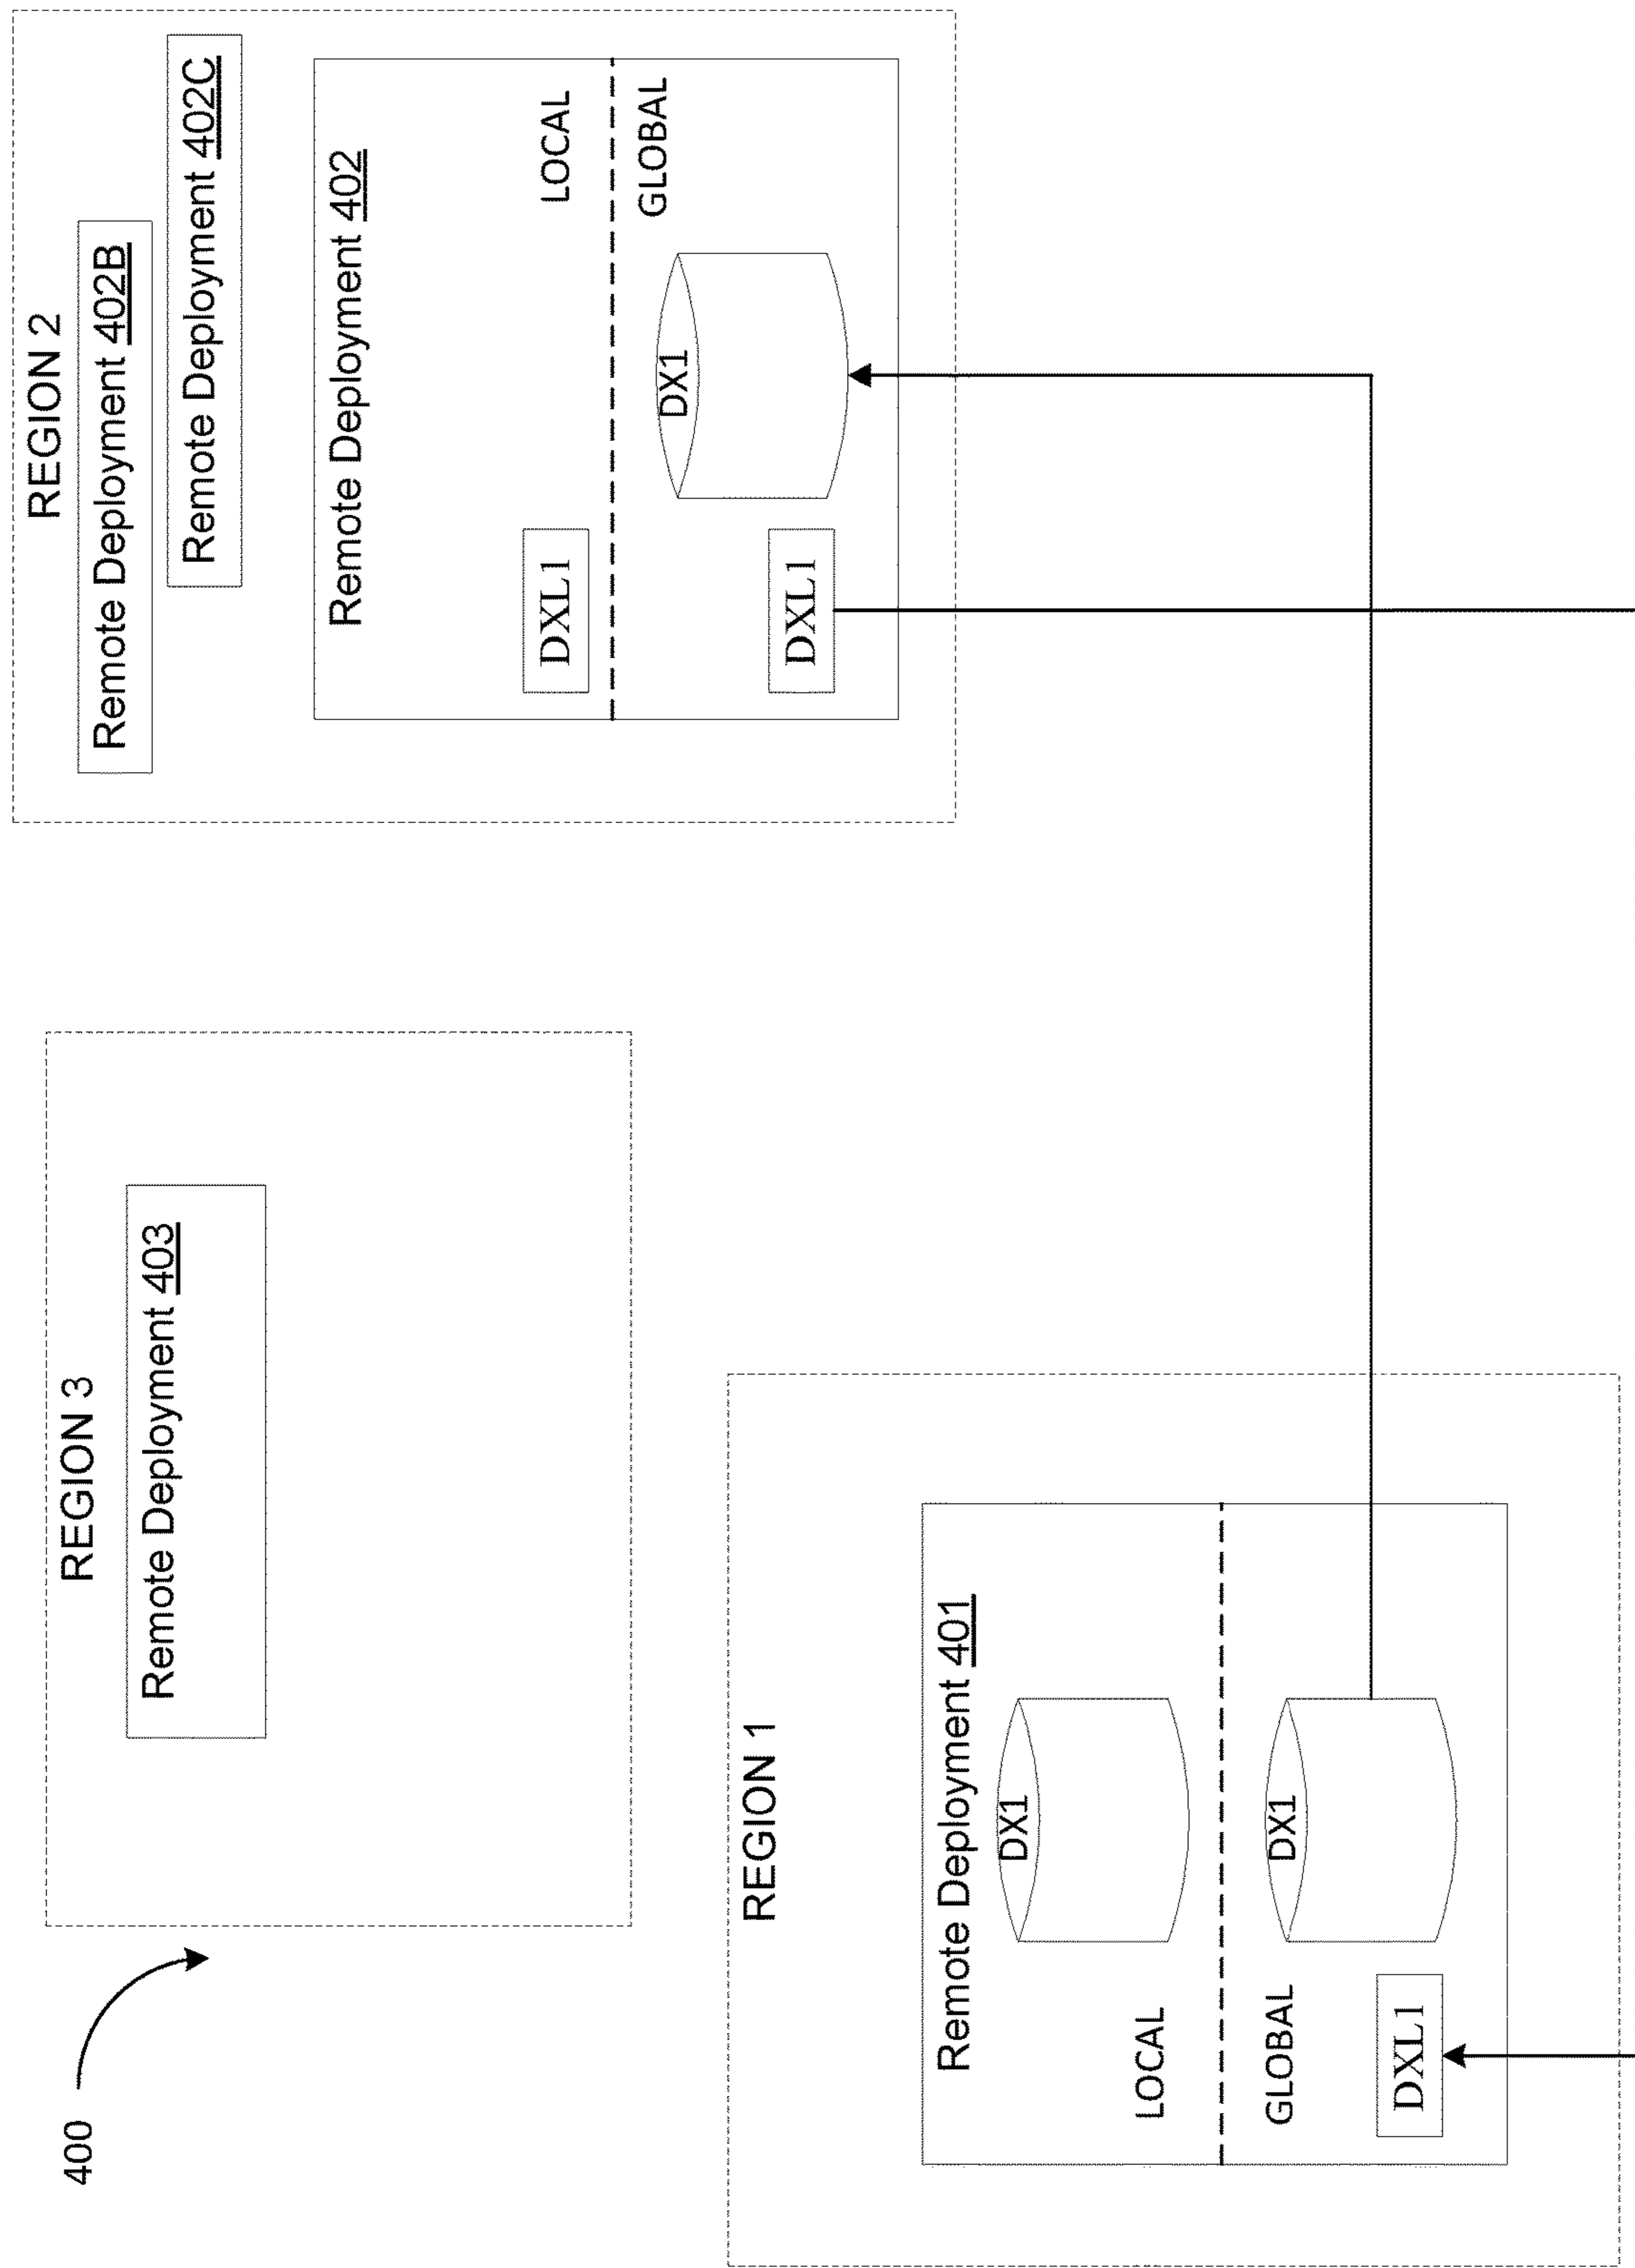 400
REGION 3
Remote Deployment 403
REGION 2
Remote Deployment 402B
Remote Deployment 402C
Remote Deployment 402
DXL1
LOCAL
GLOBAL
DX1
DXL1
REGION 1
Remote Deployment 401
DX1
LOCAL
GLOBAL
DX1
DXL1